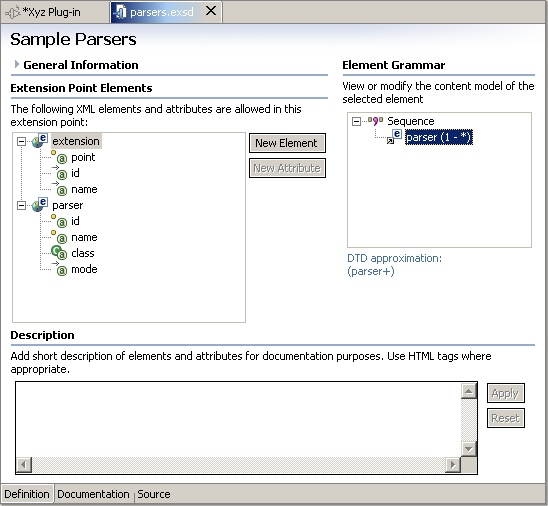 *Xyz Plug-in
parsers.exsd
Sample Parsers
General Information
Extension Point Elements
The following XML elements and attributes are allowed in this
extension point:
extension
point
id
name
parser
id
name
class
mode
New Element
New Attribute
Element Grammar
View or modify the content model of the
selected element
Sequence
parser (1 - *)
DTD approximation:
(parser+)
Description
Add short description of elements and attributes for documentation purposes. Use HTML tags where
appropriate.
Apply
Reset
Definition Documentation Source